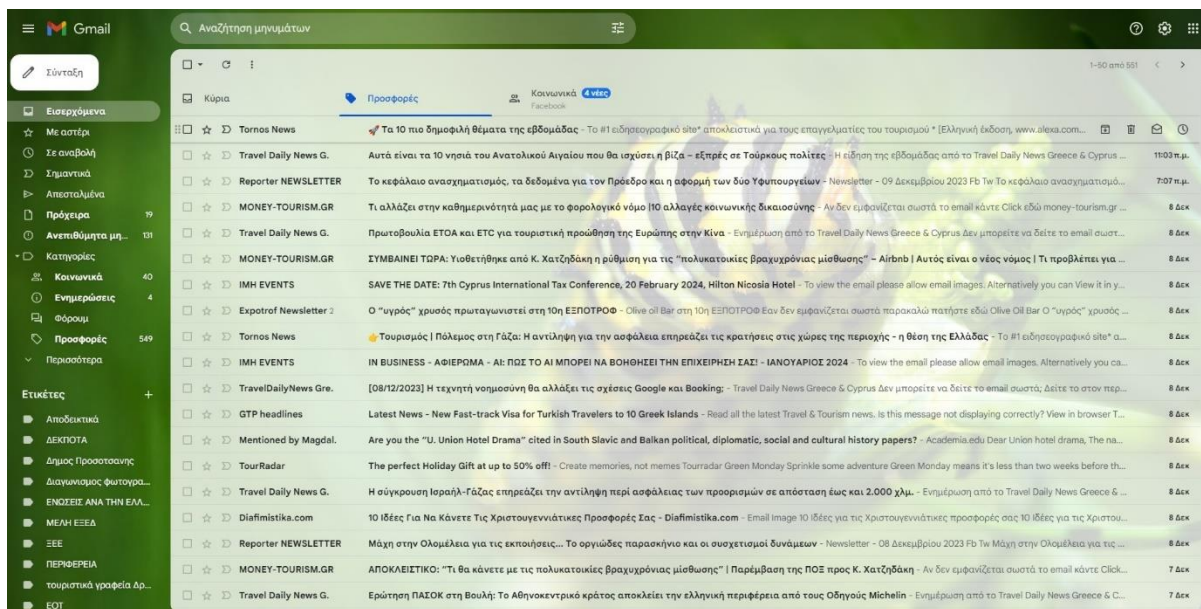 Gmail
Αναζήτηση μηνυμάτων
Σύνταξη
Εισερχόμενα
Με αστέρι
Σε αναβολή
Σημαντικά
Απεσταλμένα
Πρόχειρα 19
Ανεπιθύμητα μη... 131
Κατηγορίες
Κοινωνικά 40
Ενημερώσεις 4
Φόρουμ
Προσφορές 549
Περισσότερα
Ετικέτες +
Αποδεικτικά
ΔΕΚΠΟΤΑ
Δημος Προσοτσανης
Διαγωνισμος φωτογρα...
ΕΝΩΣΕΙΣ ΑΝΑ ΤΗΝ ΕΛΛ...
ΜΕΛΗ ΕΞΕΔ
ΞΕΕ
ΠΕΡΙΦΕΡΕΙΑ
τουριστικά γραφεία Δρ...
ΕΟΤ
1-50 από 551
Κύρια
Προσφορές
Κοινωνικά 4 νέες
Facebook
Tornos News 🚀 Τα 10 πιο δημοφιλή θέματα της εβδομάδας - Το #1 ειδησεογραφικό site* αποκλειστικά για τους επαγγελματίες του τουρισμού * [Ελληνική έκδοση, www.alexa.com...
Travel Daily News G. Αυτά είναι τα 10 νησιά του Ανατολικού Αιγαίου που θα ισχύσει η βίζα – εξπρές σε Τούρκους πολίτες - Η είδηση της εβδομάδας από το Travel Daily News Greece & Cyprus ... 11:03 π.μ.
Reporter NEWSLETTER Το κεφάλαιο ανασχηματισμός, τα δεδομένα για τον Πρόεδρο και η αφορμή των δύο Υφυπουργείων - Newsletter - 09 Δεκεμβρίου 2023 Fb Tw Το κεφάλαιο ανασχηματισμό... 7:07 π.μ.
MONEY-TOURISM.GR Τι αλλάζει στην καθημερινότητά μας με το φορολογικό νόμο |10 αλλαγές κοινωνικής δικαιοσύνης - Αν δεν εμφανίζεται σωστά το email κάντε Click εδώ money-tourism.gr ... 8 Δεκ
Travel Daily News G. Πρωτοβουλία ETOA και ETC για τουριστική προώθηση της Ευρώπης στην Κίνα - Ενημέρωση από το Travel Daily News Greece & Cyprus Δεν μπορείτε να δείτε το email σωστ... 8 Δεκ
MONEY-TOURISM.GR ΣΥΜΒΑΙΝΕΙ ΤΩΡΑ: Υιοθετήθηκε από Κ. Χατζηδάκη η ρύθμιση για τις "πολυκατοικίες βραχυχρόνιας μίσθωσης" – Airbnb | Αυτός είναι ο νέος νόμος | Τι προβλέπει για ... 8 Δεκ
IMH EVENTS SAVE THE DATE: 7th Cyprus International Tax Conference, 20 February 2024, Hilton Nicosia Hotel - To view the email please allow email images. Alternatively you can View it in y... 8 Δεκ
Expotrof Newsletter 2 Ο "υγρός" χρυσός πρωταγωνιστεί στη 10η ΕΞΠΟΤΡΟΦ - Olive oil Bar στη 10η ΕΞΠΟΤΡΟΦ Εαν δεν εμφανίζεται σωστά παρακαλώ πατήστε εδώ Olive Oil Bar Ο "υγρός" χρυσός ... 8 Δεκ
Tornos News 👉Τουρισμός | Πόλεμος στη Γάζα: Η αντίληψη για την ασφάλεια επηρεάζει τις κρατήσεις στις χώρες της περιοχής - η θέση της Ελλάδας - Το #1 ειδησεογραφικό site* α... 8 Δεκ
IMH EVENTS IN BUSINESS - ΑΦΙΕΡΩΜΑ - AI: ΠΩΣ ΤΟ AI ΜΠΟΡΕΙ ΝΑ ΒΟΗΘΗΣΕΙ ΤΗΝ ΕΠΙΧΕΙΡΗΣΗ ΣΑΣ! - ΙΑΝΟΥΑΡΙΟΣ 2024 - To view the email please allow email images. Alternatively you ca... 8 Δεκ
TravelDailyNews Gre. [08/12/2023] Η τεχνητή νοημοσύνη θα αλλάξει τις σχέσεις Google και Booking; - Travel Daily News Greece & Cyprus Δεν μπορείτε να δείτε το email σωστά; Δείτε το στον περ... 8 Δεκ
GTP headlines Latest News - New Fast-track Visa for Turkish Travelers to 10 Greek Islands - Read all the latest Travel & Tourism news. Is this message not displaying correctly? View in browser T... 8 Δεκ
Mentioned by Magdal. Are you the "U. Union Hotel Drama" cited in South Slavic and Balkan political, diplomatic, social and cultural history papers? - Academia.edu Dear Union hotel drama, The na... 8 Δεκ
TourRadar The perfect Holiday Gift at up to 50% off! - Create memories, not memes Tourradar Green Monday Sprinkle some adventure Green Monday means it's less than two weeks before th... 8 Δεκ
Travel Daily News G. Η σύγκρουση Ισραήλ-Γάζας επηρεάζει την αντίληψη περί ασφάλειας των προορισμών σε απόσταση έως και 2.000 χλμ. - Ενημέρωση από το Travel Daily News Greece & ... 8 Δεκ
Diafimistika.com 10 Ιδέες Για Να Κάνετε Τις Χριστουγεννιάτικες Προσφορές Σας - Diafimistika.com - Email Image 10 Ιδέες για τις Χριστουγεννιάτικες προσφορές σας 10 Ιδέες για τις Χριστου... 8 Δεκ
Reporter NEWSLETTER Μάχη στην Ολομέλεια για τις εκποιήσεις... Το οργιώδες παρασκήνιο και οι συσχετισμοί δυνάμεων - Newsletter - 08 Δεκεμβρίου 2023 Fb Tw Μάχη στην Ολομέλεια για τις ... 8 Δεκ
MONEY-TOURISM.GR ΑΠΟΚΛΕΙΣΤΙΚΟ: "Τι θα κάνετε με τις πολυκατοικίες βραχυχρόνιας μίσθωσης" | Παρέμβαση της ΠΟΞ προς Κ. Χατζηδάκη - Αν δεν εμφανίζεται σωστά το email κάντε Click... 7 Δεκ
Travel Daily News G. Ερώτηση ΠΑΣΟΚ στη Βουλή: Το Αθηνοκεντρικό κράτος αποκλείει την ελληνική περιφέρεια από τους Οδηγούς Michelin - Ενημέρωση από το Travel Daily News Greece & C... 7 Δεκ